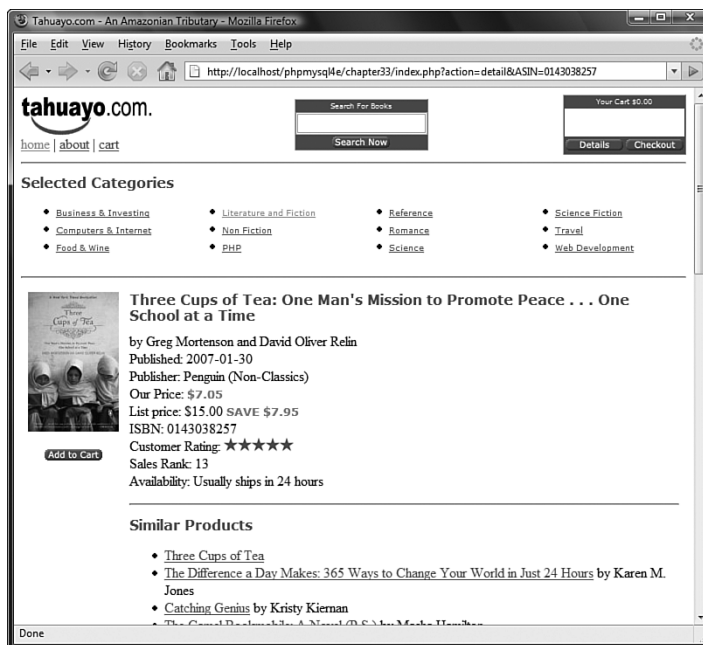 Tahuayo.com - An Amazonian Tributary - Mozilla Firefox
File Edit View History Bookmarks Tools Help
http://localhost/phpmysql4e/chapter33/index.php?action=detail&ASIN=0143038257
tahuayo.com.
home | about | cart
Search For Books
Search Now
Your Cart $0.00
Details Checkout
Selected Categories
Business & Investing Literature and Fiction Reference Science Fiction
Computers & Internet Non Fiction Romance Travel
Food & Wine PHP Science Web Development
Three
Cups of Tea
Add to Cart
Three Cups of Tea: One Man's Mission to Promote Peace . . . One
School at a Time
by Greg Mortenson and David Oliver Relin
Published: 2007-01-30
Publisher: Penguin (Non-Classics)
Our Price: $7.05
List price: $15.00 SAVE $7.95
ISBN: 0143038257
Customer Rating: ★★★★★
Sales Rank: 13
Availability: Usually ships in 24 hours
Similar Products
Three Cups of Tea
The Difference a Day Makes: 365 Ways to Change Your World in Just 24 Hours by Karen M.
Jones
Catching Genius by Kristy Kiernan
The Camel Bookmobile: A Novel (P.S.) by Masha Hamilton
Done